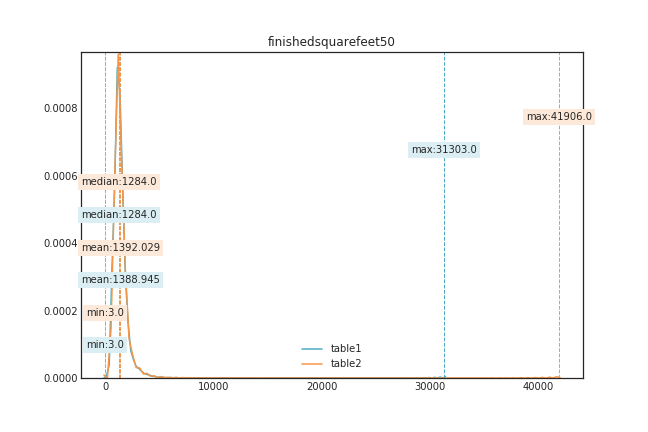 finishedsquarefeet50
0.0008
0.0006
0.0004
0.0002
0.0000
max:41906.0
max:31303.0
median:1284.0
median:1284.0
mean:1392.029
mean:1388.945
min:3.0
min:3.0
table1
table2
0
10000
20000
30000
40000